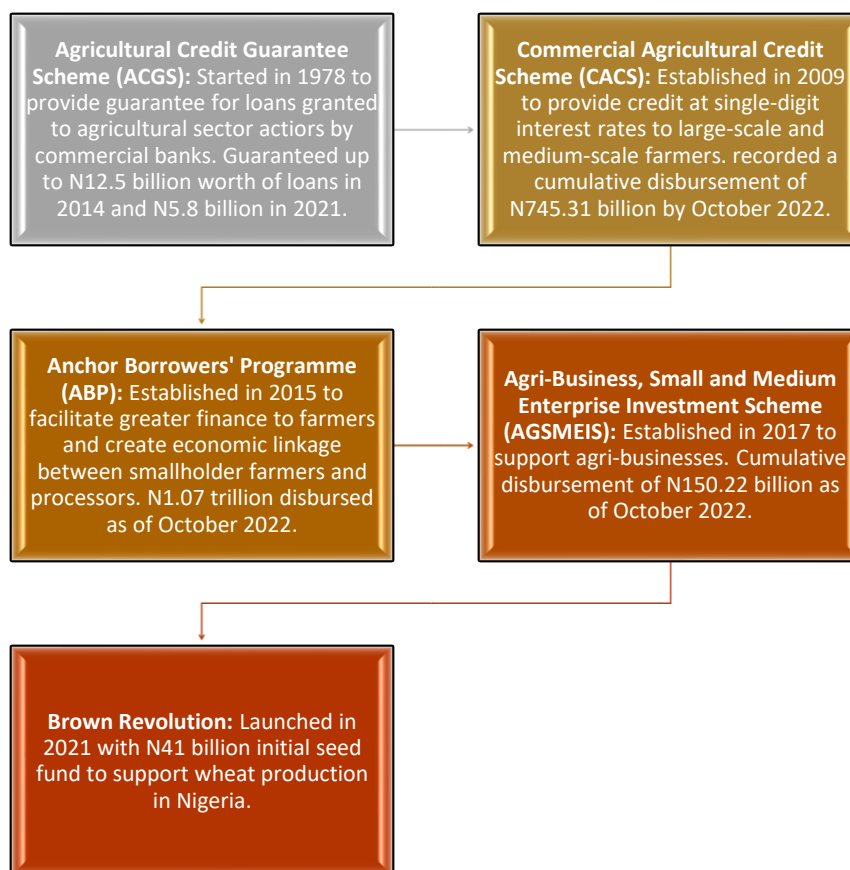 Agricultural Credit Guarantee
Scheme (ACGS): Started in 1978 to
provide guarantee for loans granted
to agricultural sector actiors by
commercial banks. Guaranteed up
to N12.5 billion worth of loans in
2014 and N5.8 billion in 2021.
Commercial Agricultural Credit
Scheme (CACS): Established in 2009
to provide credit at single-digit
interest rates to large-scale and
medium-scale farmers. recorded a
cumulative disbursement of
N745.31 billion by October 2022.
Anchor Borrowers' Programme
(ABP): Established in 2015 to
facilitate greater finance to farmers
and create economic linkage
between smallholder farmers and
processors. N1.07 trillion disbursed
as of October 2022.
Agri-Business, Small and Medium
Enterprise Investment Scheme
(AGSMEIS): Established in 2017 to
support agri-businesses. Cumulative
disbursement of N150.22 billion as
of October 2022.
Brown Revolution: Launched in
2021 with N41 billion initial seed
fund to support wheat production
in Nigeria.